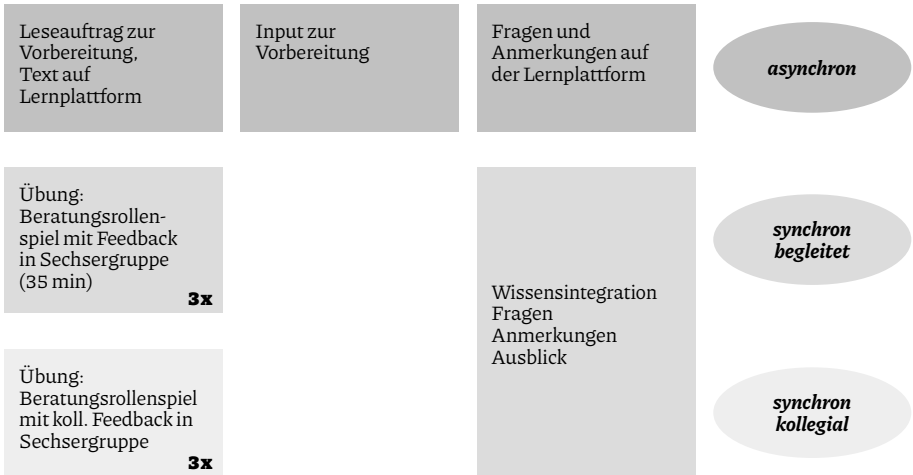 Leseauftrag zur
Vorbereitung,
Text auf
Lernplattform
Input zur
Vorbereitung
Fragen und
Anmerkungen auf
der Lernplattform
asynchron
Übung:
Beratungsrollen-
spiel mit Feedback
in Sechsergruppe
(35 min)
3x
Wissensintegration
Fragen
Anmerkungen
Ausblick
synchron
begleitet
Übung:
Beratungsrollenspiel
mit koll. Feedback in
Sechsergruppe
3x
synchron
kollegial